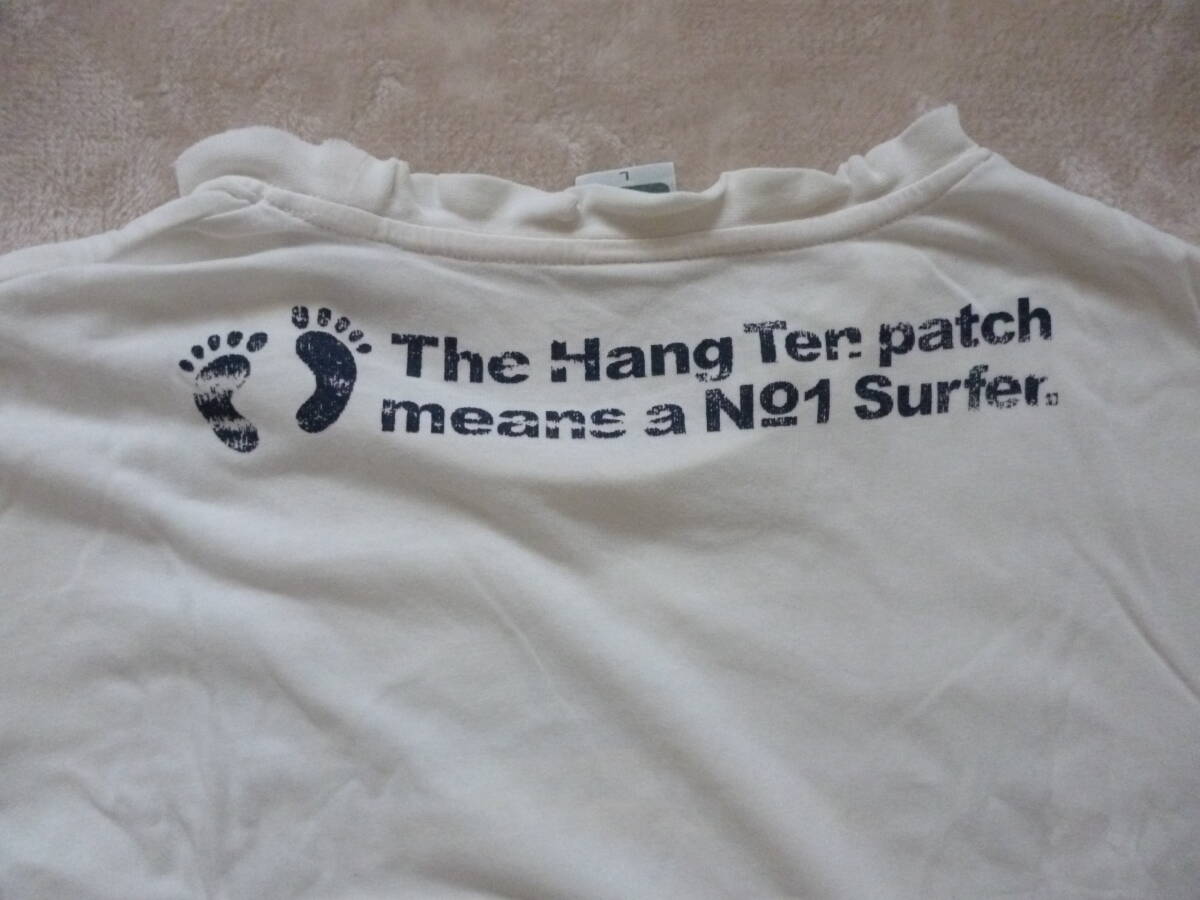 L
The Hang Ten patch
means a Nº1 Surfer.